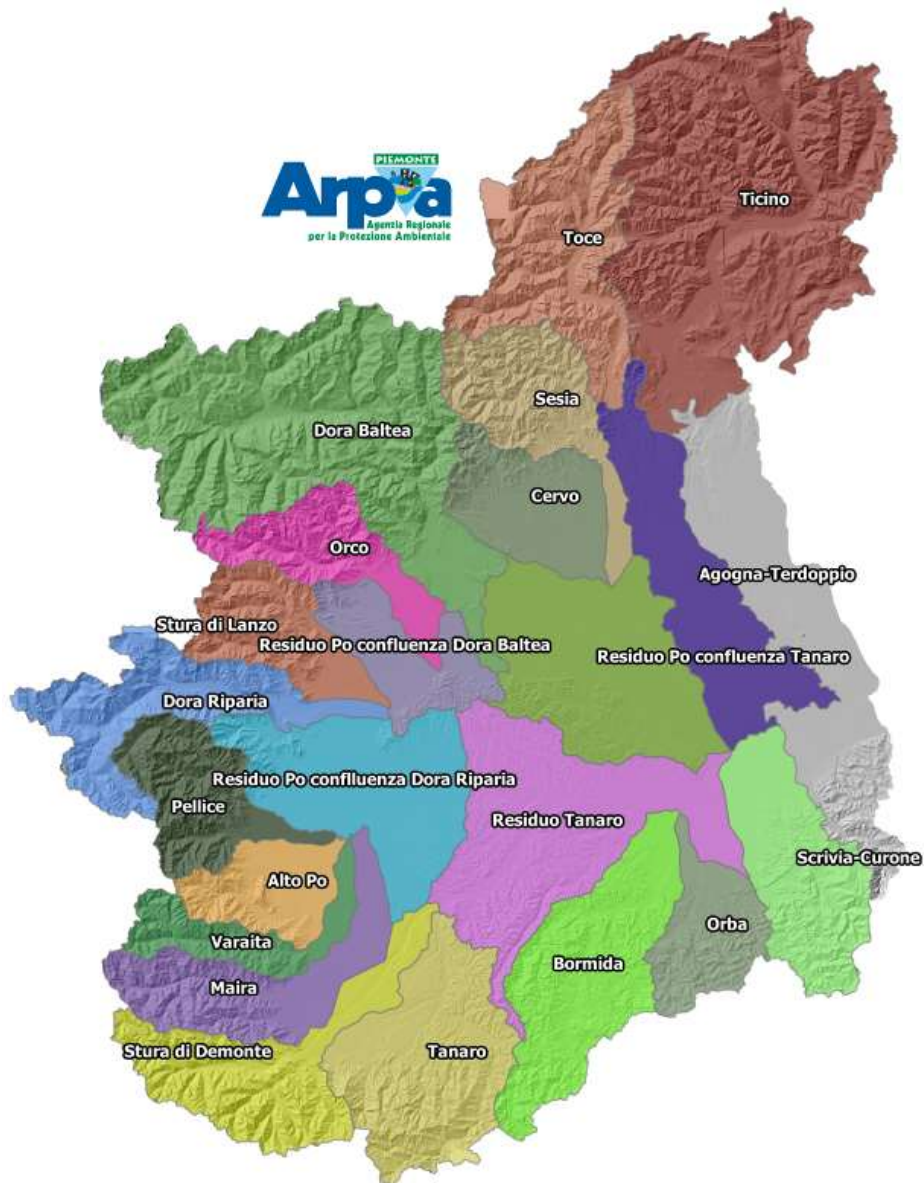 PIEMONTE
Arpa
Agenzia Regionale
per la Protezione Ambientale
Ticino
Toce
Sesia
Dora Baltea
Cervo
Orco
Agogna-Terdoppio
Stura di Lanzo
Residuo Po confluenza Dora Baltea
Residuo Po confluenza Tanaro
Dora Riparia
Residuo Po conflluenza Dora Riparia
Pellice
Residuo Tanaro
Scrivia-Curone
Alto Po
Orba
Varaita
Bormida
Maira
Stura di Demonte
Tanaro